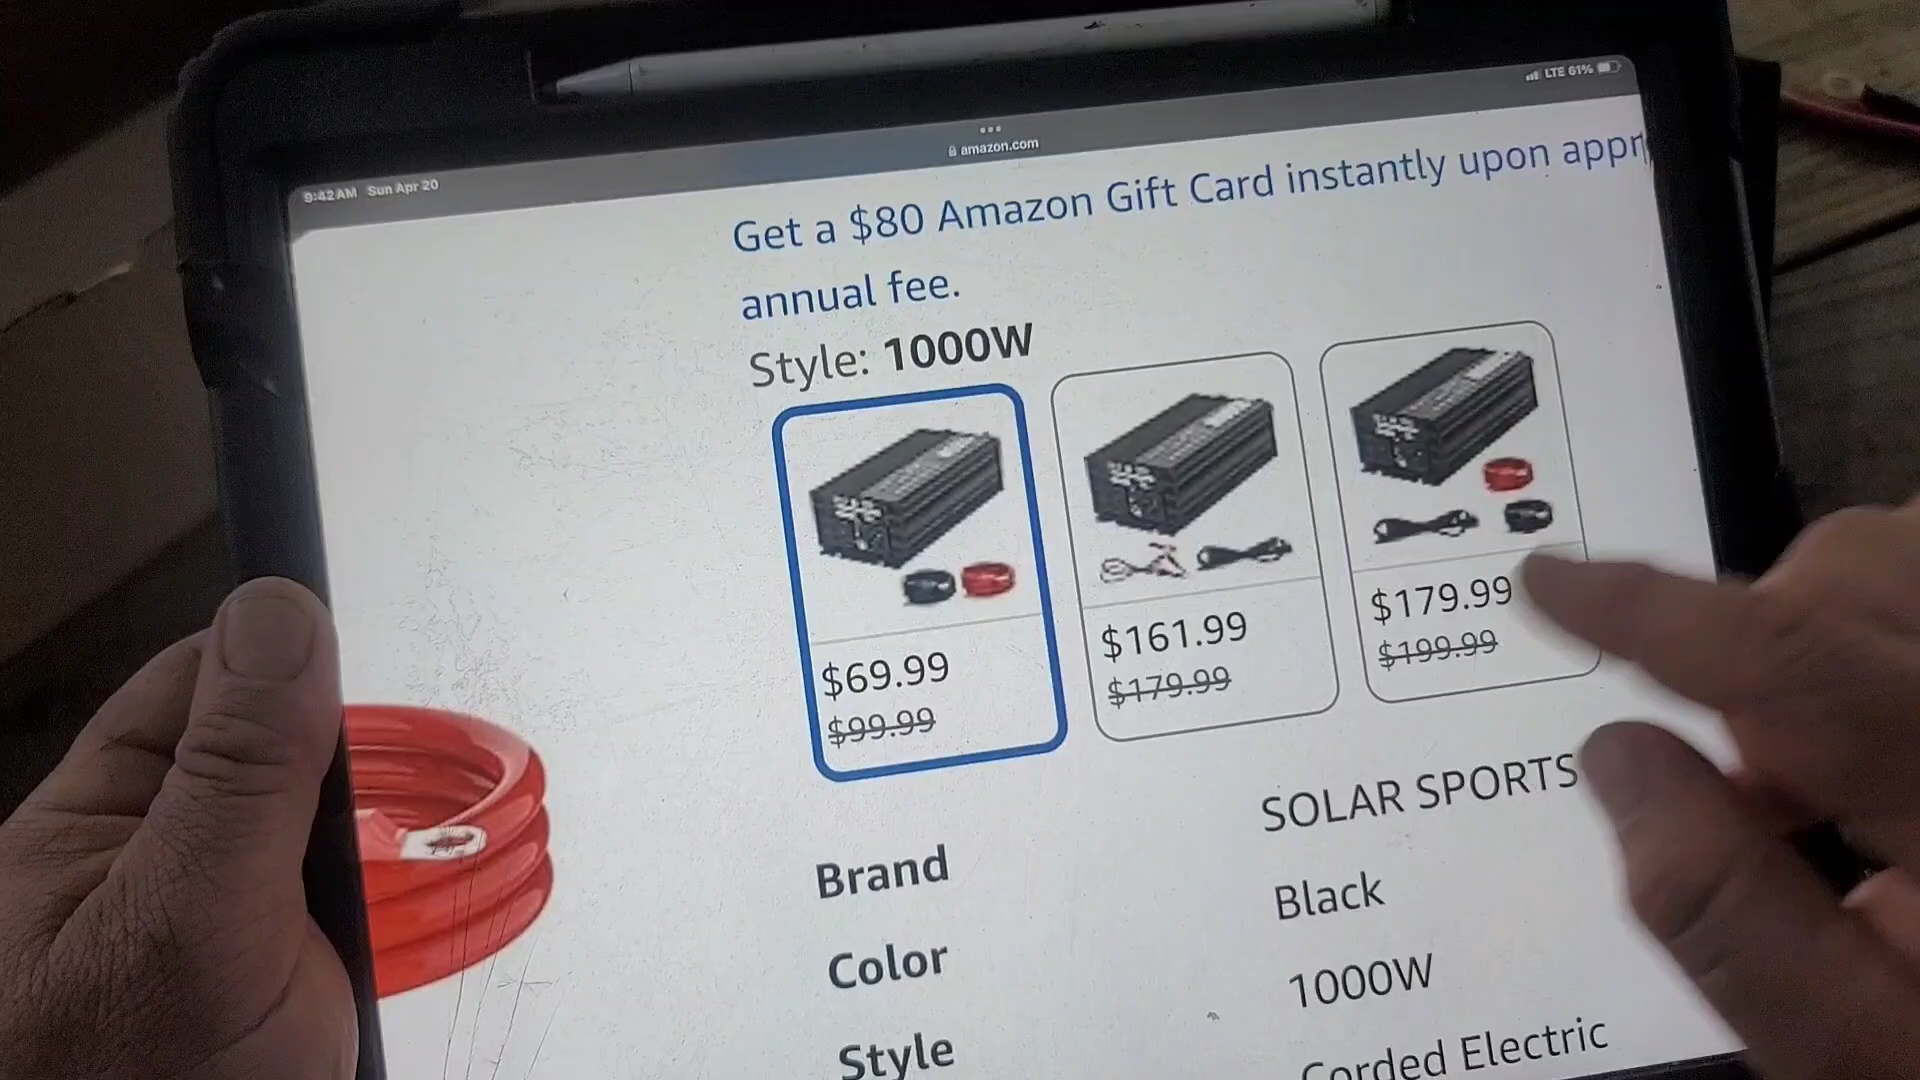 9:42 AM Sun Apr 20
LTE 61%
amazon.com
Get a $80 Amazon Gift Card instantly upon appr
annual fee.
Style: 1000W
$69.99
$99.99
$161.99
$179.99
$179.99
$199.99
Brand
SOLAR SPORTS
Color
Black
Style
1000W
Corded Electric